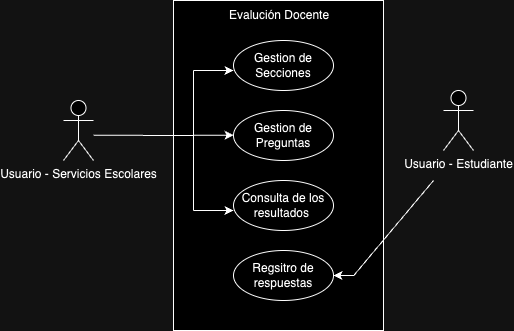 Evalución Docente
Gestion de
Secciones
Gestion de
Preguntas
Usuario - Servicios Escolares
Usuario - Estudiante
Consulta de los
resultados
Regsitro de
respuestas